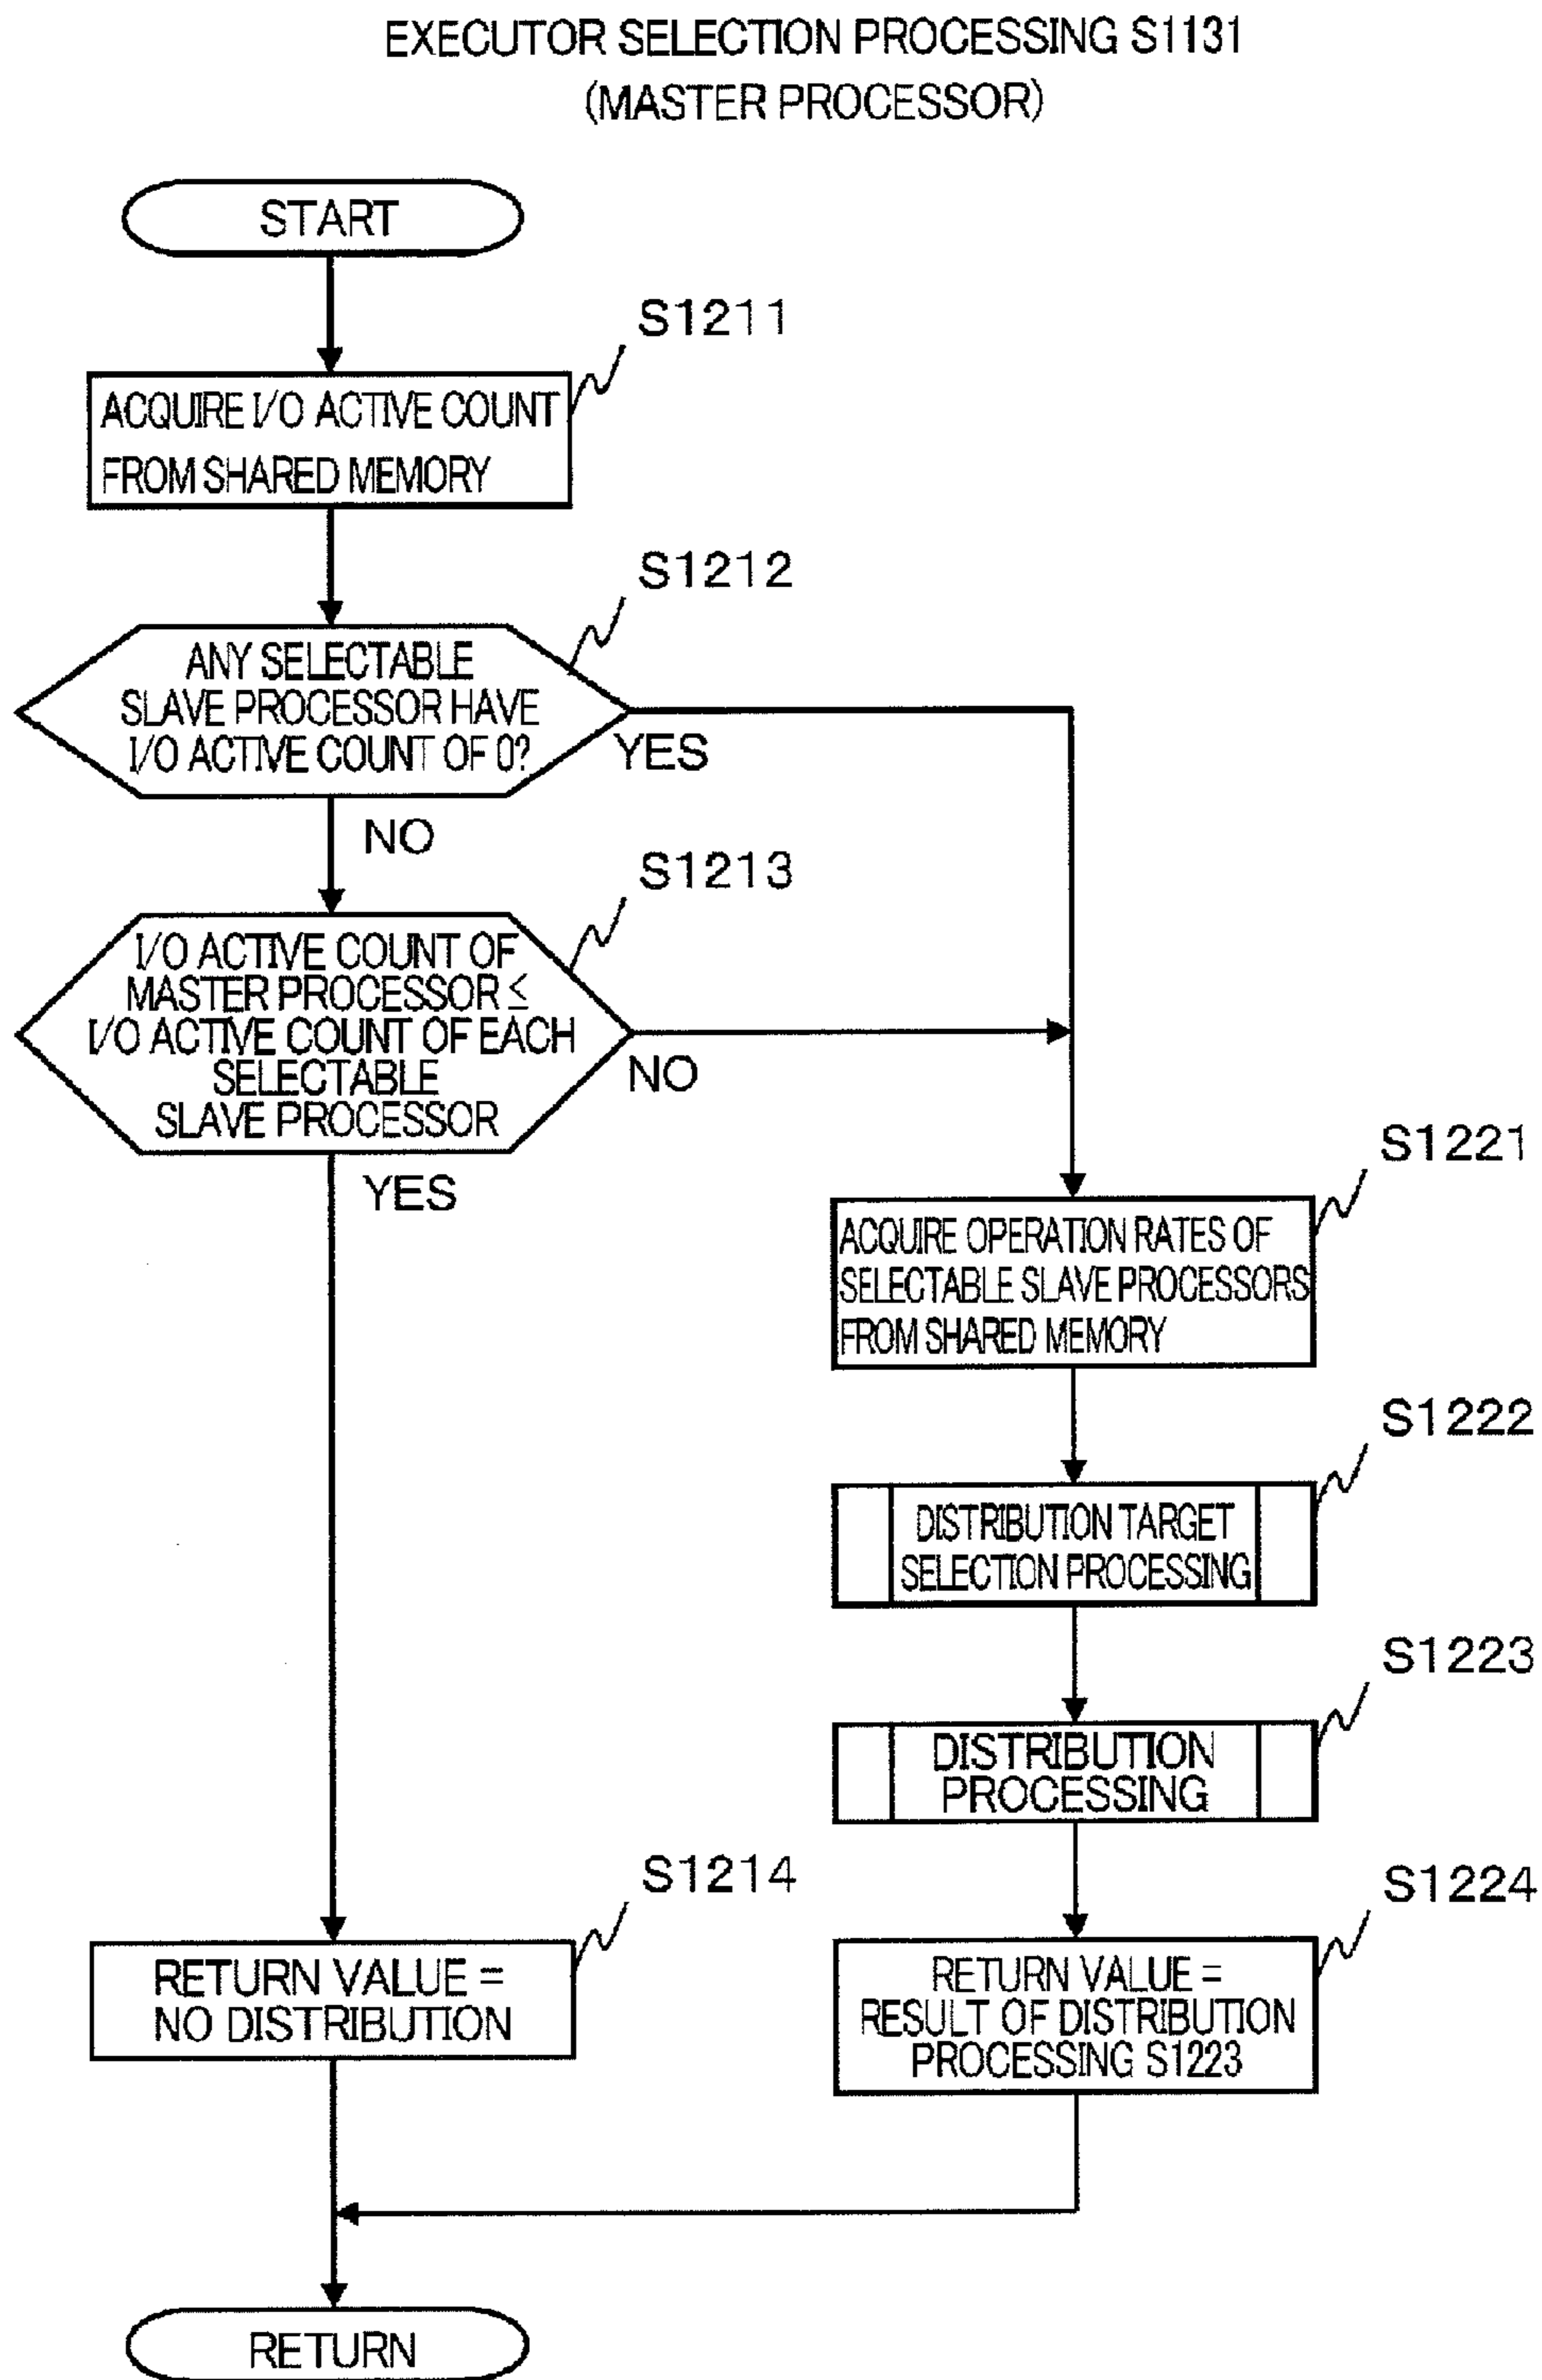 EXECUTOR SELECTION PROCESSING S1131
(MASTER PROCESSOR)
START
S1211
ACQUIRE I/O ACTIVE COUNT
FROM SHARED MEMORY
S1212
ANY SELECTABLE
SLAVE PROCESSOR HAVE
I/O ACTIVE COUNT OF 0?
YES
NO
S1213
I/O ACTIVE COUNT OF
MASTER PROCESSOR ≤
I/O ACTIVE COUNT OF EACH
SELECTABLE
SLAVE PROCESSOR
NO
YES
S1221
ACQUIRE OPERATION RATES OF
SELECTABLE SLAVE PROCESSORS
FROM SHARED MEMORY
S1222
DISTRIBUTION TARGET
SELECTION PROCESSING
S1223
DISTRIBUTION
PROCESSING
S1214
RETURN VALUE =
NO DISTRIBUTION
S1224
RETURN VALUE =
RESULT OF DISTRIBUTION
PROCESSING S1223
RETURN